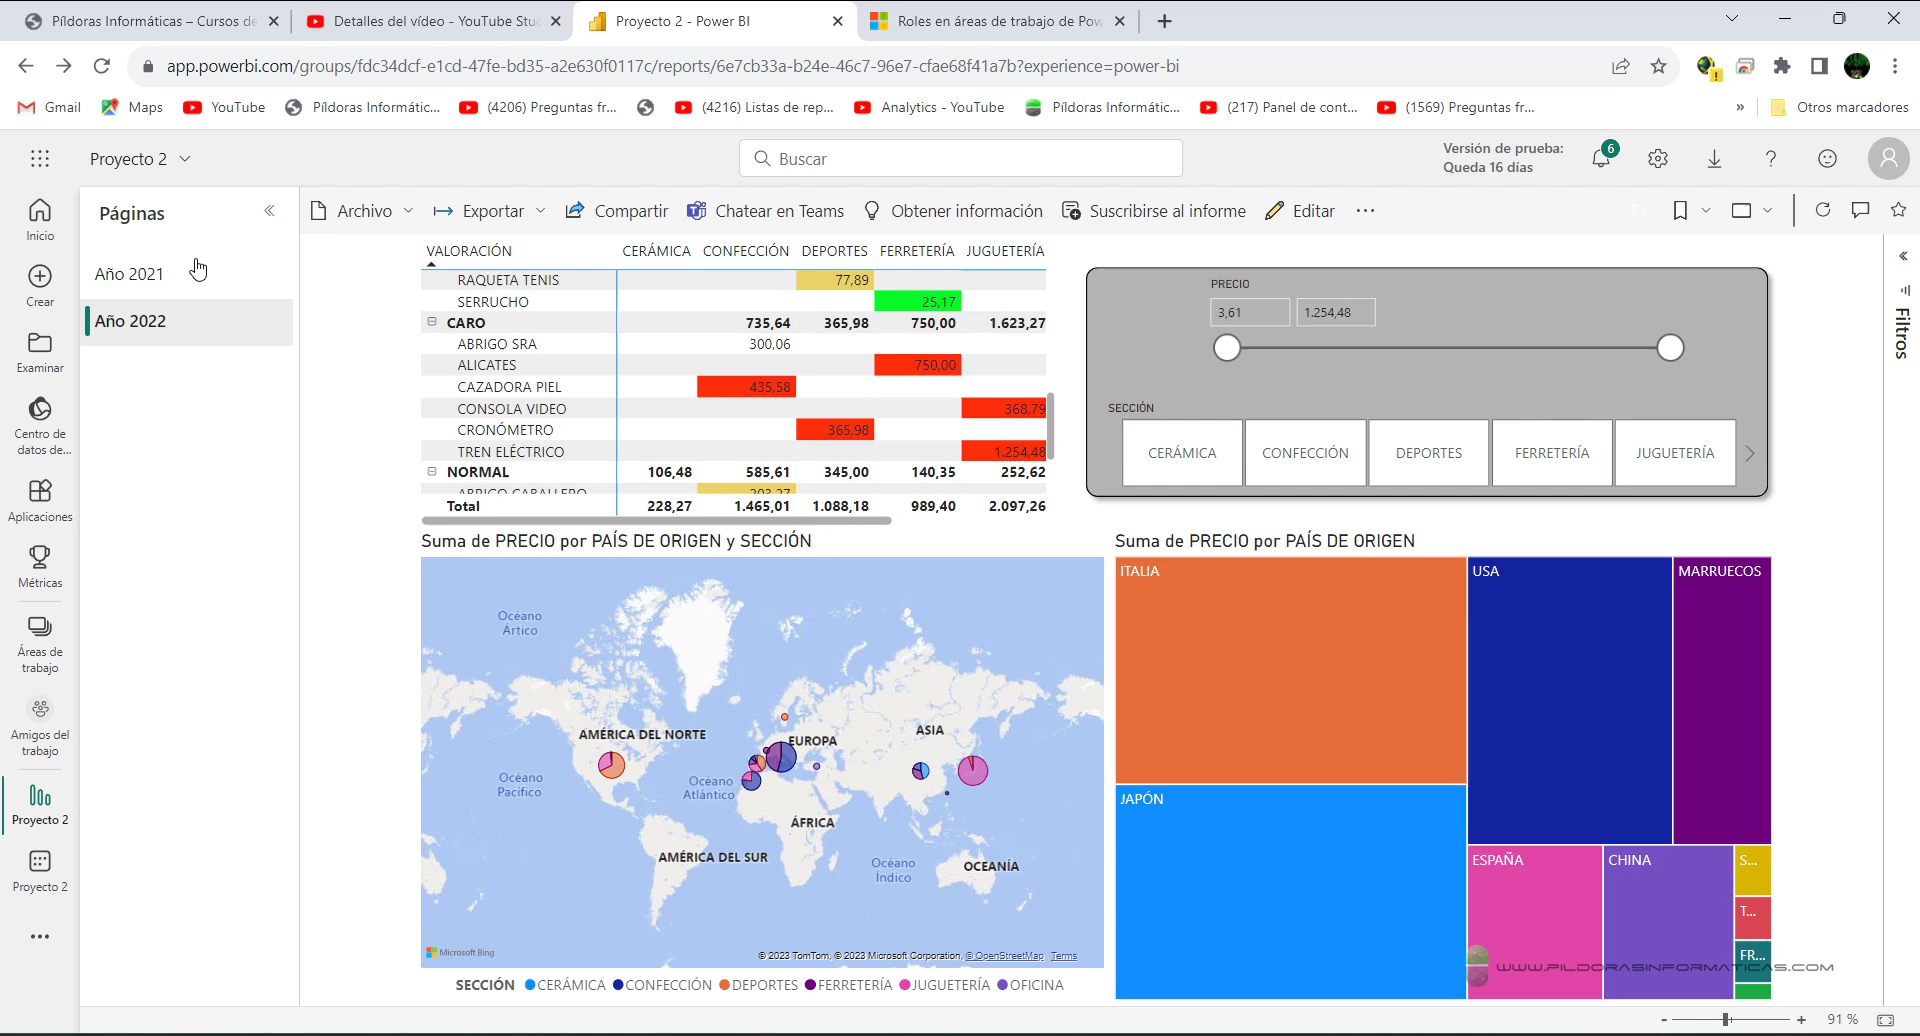 Píldoras Informáticas – Cursos de
Detalles del vídeo - YouTube Stu
Proyecto 2 - Power BI
Roles en áreas de trabajo de Pow
app.powerbi.com/groups/fdc34dcf-e1cd-47fe-bd35-a2e630f0117c/reports/6e7cb33a-b24e-46c7-96e7-cfae68f41a7b?experience=power-bi
Gmail
Maps
YouTube
Píldoras Informátic...
(4206) Preguntas fr...
(4216) Listas de rep...
Analytics - YouTube
Píldoras Informátic...
(217) Panel de cont...
(1569) Preguntas fr...
»
Otros marcadores
Proyecto 2
Buscar
Versión de prueba:
Queda 16 días
6
Inicio
Crear
Examinar
Centro de
datos de...
Aplicaciones
Métricas
Áreas de
trabajo
Amigos del
trabajo
Proyecto 2
Proyecto 2
Páginas
Año 2021
Año 2022
Archivo
Exportar
Compartir
Chatear en Teams
Obtener información
Suscribirse al informe
Editar
VALORACIÓN CERÁMICA CONFECCIÓN DEPORTES FERRETERÍA JUGUETERÍA
RAQUETA TENIS 77,89
SERRUCHO 25,17
CARO 735,64 365,98 750,00 1.623,27
ABRIGO SRA 300,06
ALICATES 750,00
CAZADORA PIEL 435,58
CONSOLA VIDEO 368,79
CRONÓMETRO 365,98
TREN ELÉCTRICO 1.254,48
NORMAL 106,48 585,61 345,00 140,35 252,62
ABRIGO CABALLERO 203,27
Total 228,27 1.465,01 1.088,18 989,40 2.097,26
PRECIO
3,61
1.254,48
SECCIÓN
CERÁMICA
CONFECCIÓN
DEPORTES
FERRETERÍA
JUGUETERÍA
Filtros
Suma de PRECIO por PAÍS DE ORIGEN y SECCIÓN
Océano
Ártico
AMÉRICA DEL NORTE
EUROPA
ASIA
Océano
Pacífico
Océano
Atlántico
ÁFRICA
AMÉRICA DEL SUR
Océano
Índico
OCEANÍA
Microsoft Bing
© 2023 TomTom, © 2023 Microsoft Corporation, © OpenStreetMap Terms
SECCIÓN CERÁMICA CONFECCIÓN DEPORTES FERRETERÍA JUGUETERÍA OFICINA
Suma de PRECIO por PAÍS DE ORIGEN
ITALIA
USA
MARRUECOS
JAPÓN
ESPAÑA
CHINA
S...
T...
FR...
WWW.PILDORASINFORMATICAS.COM
- + 91 %